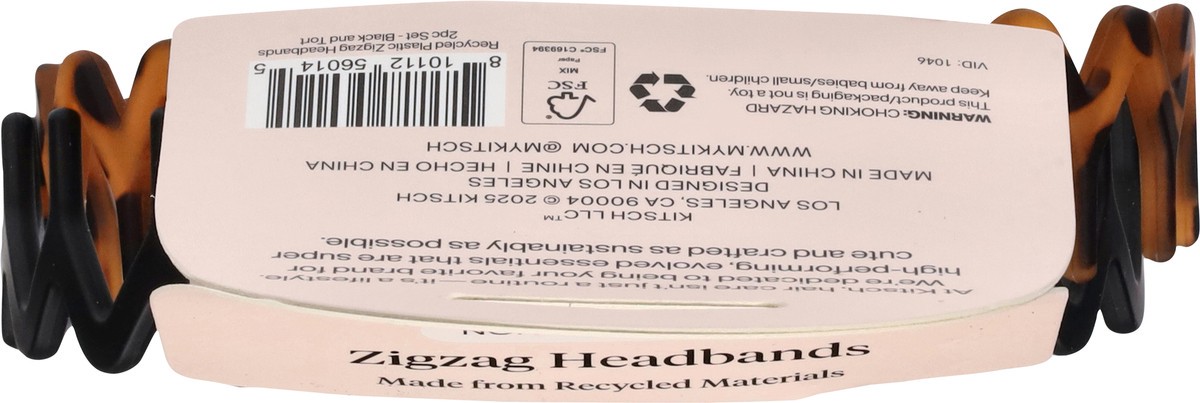 At Kitsch, hair care isn't just a routine—it's a lifestyle.
We're dedicated to being your favorite brand for
high-performing, evolved essentials that are super
cute and crafted as sustainably as possible.
KITSCH LLC™
LOS ANGELES, CA 90004 © 2025 KITSCH
DESIGNED IN LOS ANGELES
MADE IN CHINA | FABRIQUÉ EN CHINE | HECHO EN CHINA
WWW.MYKITSCH.COM @MYKITSCH
WARNING: CHOKING HAZARD
This product/packaging is not a toy.
Keep away from babies/small children.
VID: 1046
FSC
MIX
Paper
FSC® C169394
8 10112 56014 5
Recycled Plastic Zigzag Headbands
2pc Set - Black and Tort
Zigzag Headbands
Made from Recycled Materials